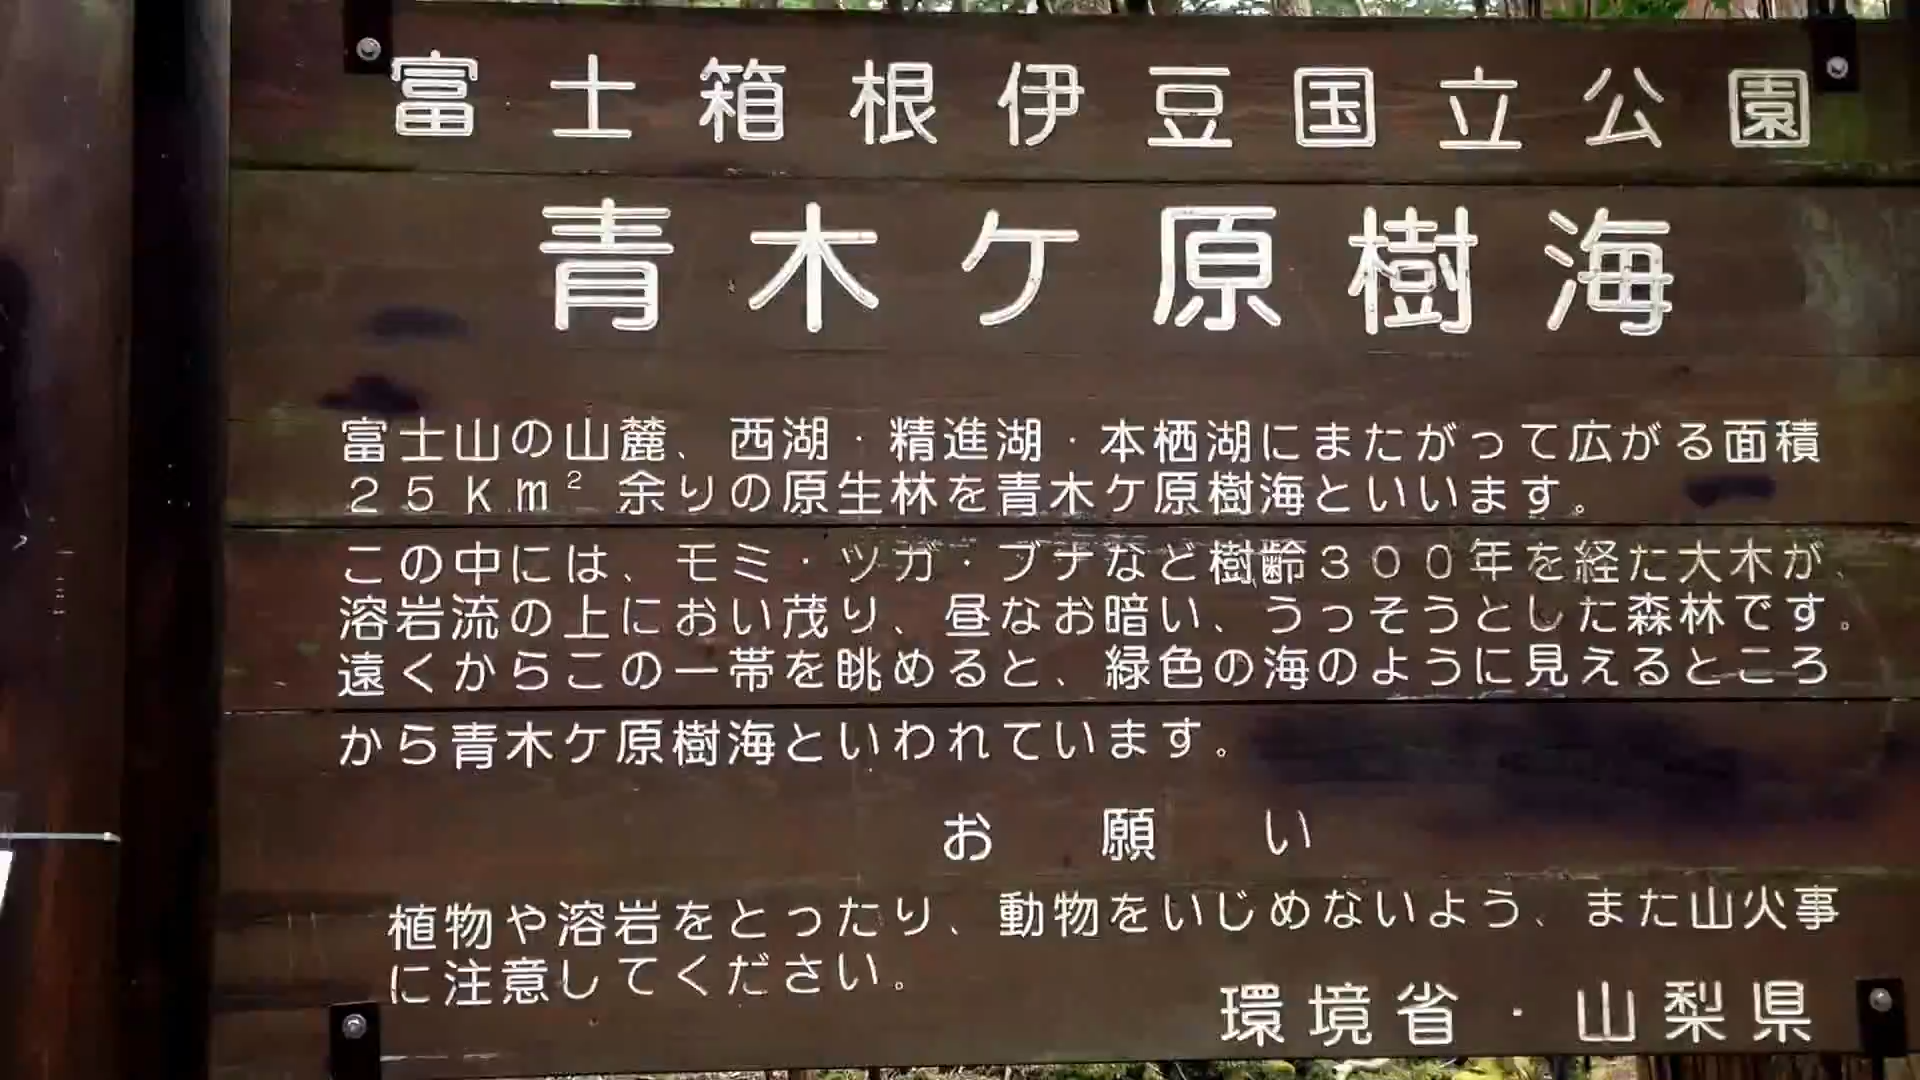 富士箱根伊豆国立公園
青木ケ原樹海
富士山の山麓、西湖・精進湖・本栖湖にまたがって広がる面積
25Km²余りの原生林を青木ケ原樹海といいます。
この中には、モミ・ツガ・ブナなど樹齢300年を経た大木が、
溶岩流の上におい茂り、昼なお暗い、うっそうとした森林です。
遠くからこの一帯を眺めると、緑色の海のように見えるところ
から青木ケ原樹海といわれています。
お願い
植物や溶岩をとったり、動物をいじめないよう、また山火事
に注意してください。
環境省・山梨県